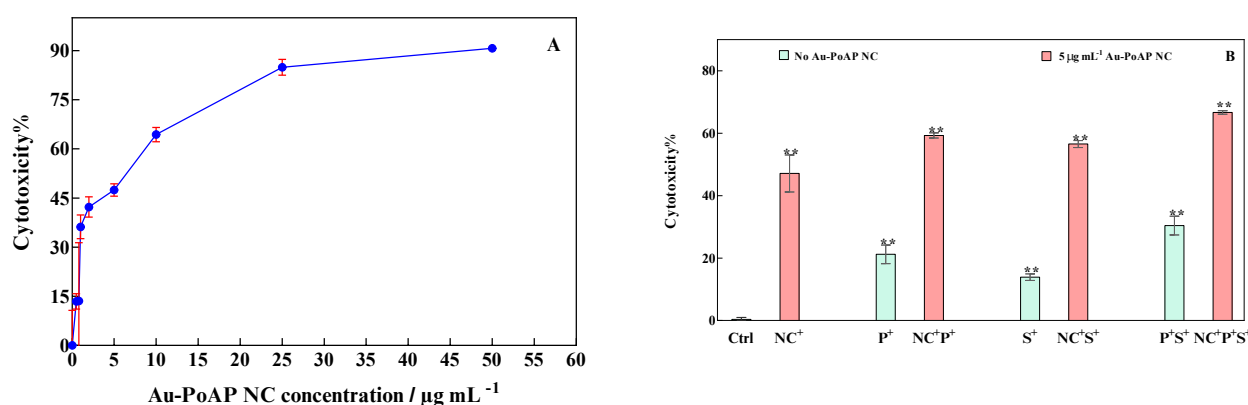 A
90
75
60
45
30
15
0
Cytotoxicity%
0 5 10 15 20 25 30 35 40 45 50 55 60
Au-PoAP NC concentration / µg mL ⁻¹
No Au-PoAP NC 5 µg mL⁻¹ Au-PoAP NC B
80
60
40
20
0
Cytotoxicity%
** ** ** ** ** ** **
Ctrl NC⁺ P⁺ NC⁺P⁺ S⁺ NC⁺S⁺ P⁺S⁺ NC⁺P⁺S⁺